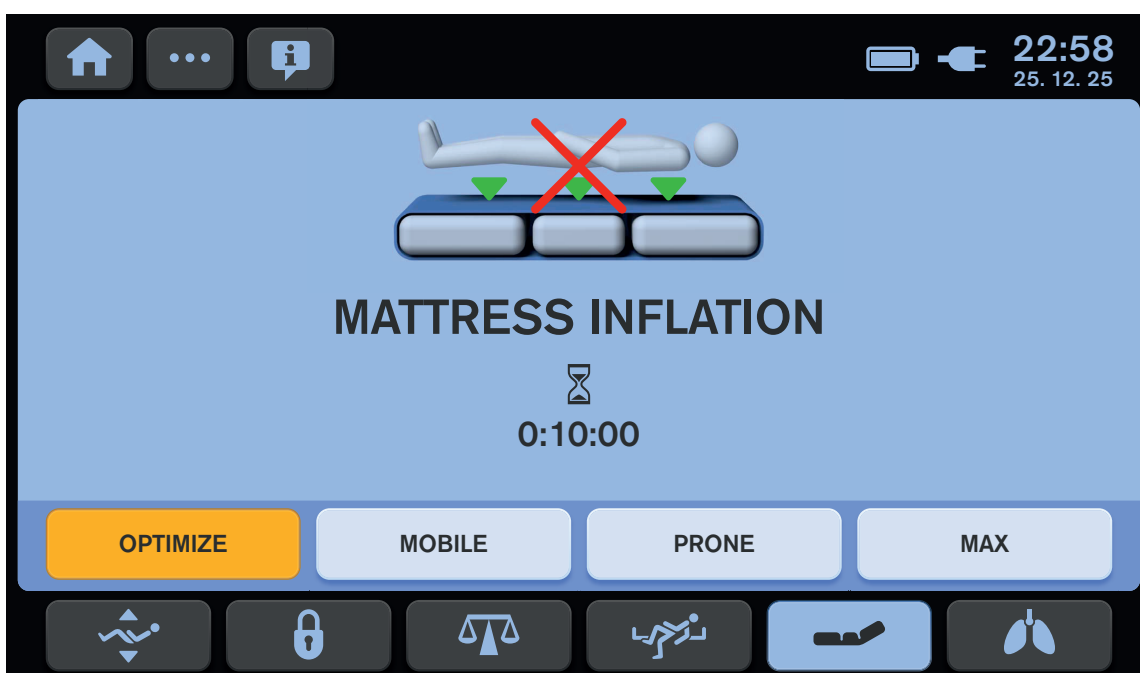 22:58
25. 12. 25
MATTRESS INFLATION
0:10:00
OPTIMIZE
MOBILE
PRONE
MAX